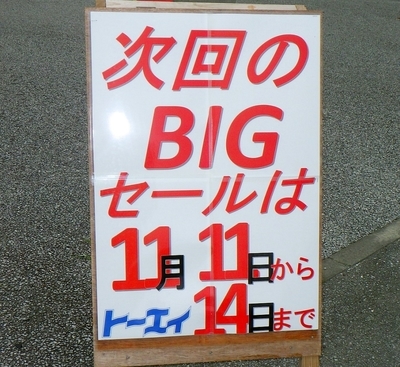 次回の
BIG
セールは
11月11日から
トーエイ 14日まで